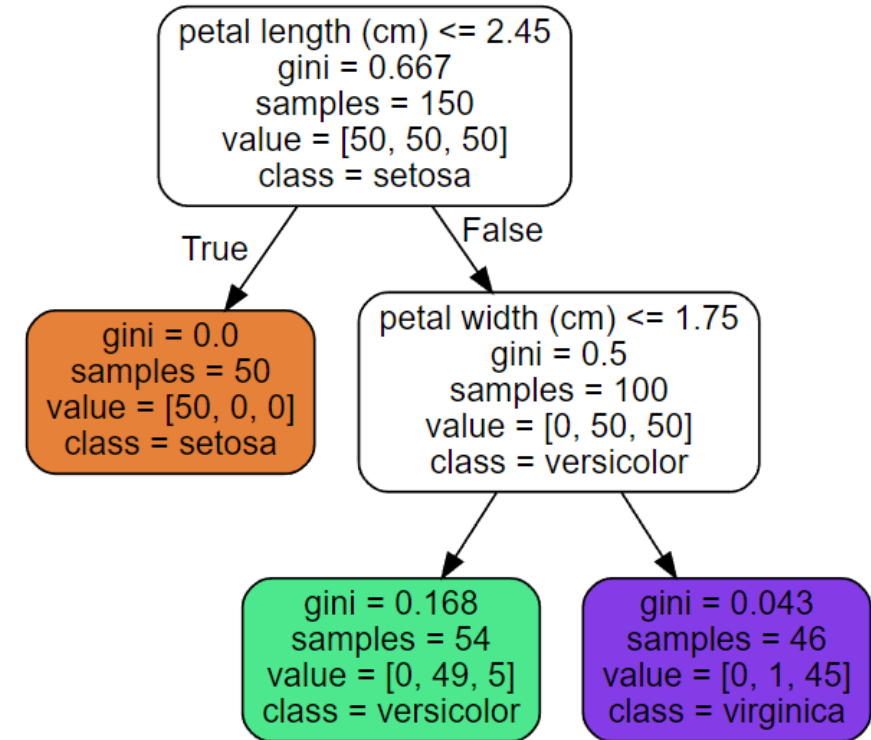 petal length (cm) <= 2.45
gini = 0.667
samples = 150
value = [50, 50, 50]
class = setosa
True
False
gini = 0.0
samples = 50
value = [50, 0, 0]
class = setosa
petal width (cm) <= 1.75
gini = 0.5
samples = 100
value = [0, 50, 50]
class = versicolor
gini = 0.168
samples = 54
value = [0, 49, 5]
class = versicolor
gini = 0.043
samples = 46
value = [0, 1, 45]
class = virginica